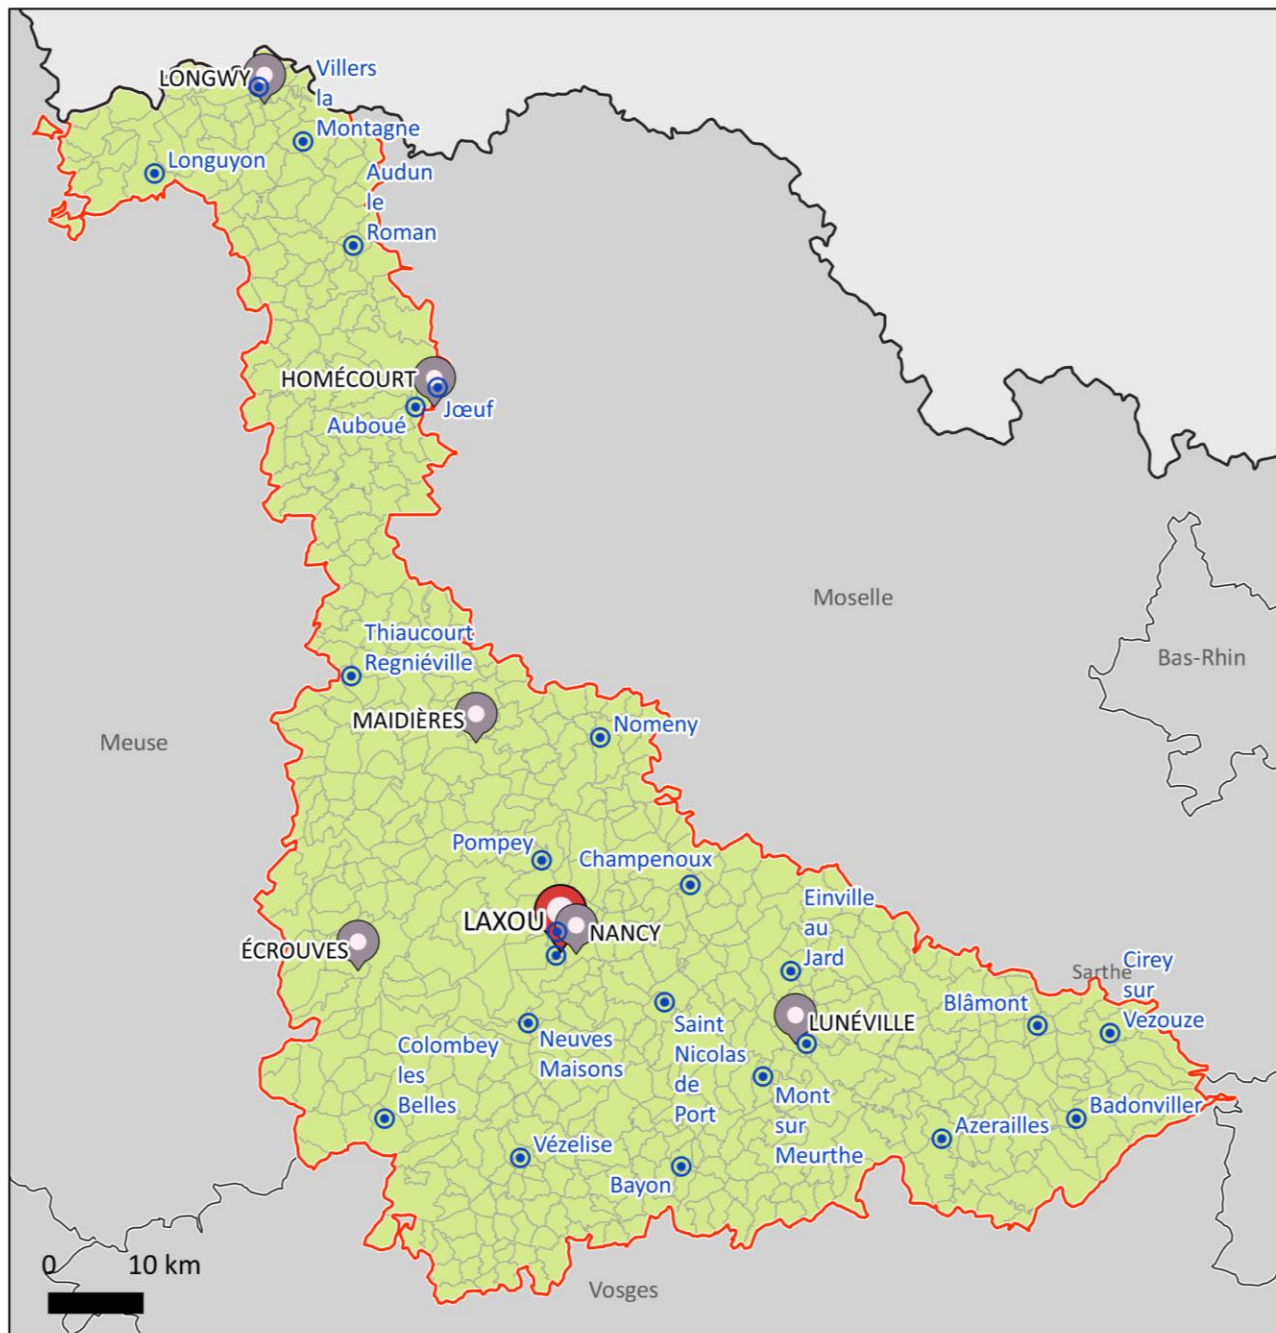 LONGWY
Villers
la
Montagne
Longuyon
Audun
le
Roman
HOMÉCOURT
Jœuf
Auboué
Moselle
Thiaucourt
Regniéville
Bas-Rhin
MAIDIÈRES
Nomeny
Meuse
Pompey
Champenoux
Einville
au
Jard
LAXOU
NANCY
ÉCROUVES
Sarthe
Cirey
sur
Vezouze
Blâmont
LUNÉVILLE
Saint
Nicolas
de
Port
Neuves
Maisons
Colombey
les
Belles
Mont
sur
Meurthe
Badonviller
Azerailles
Vézelise
Bayon
0 10 km
Vosges